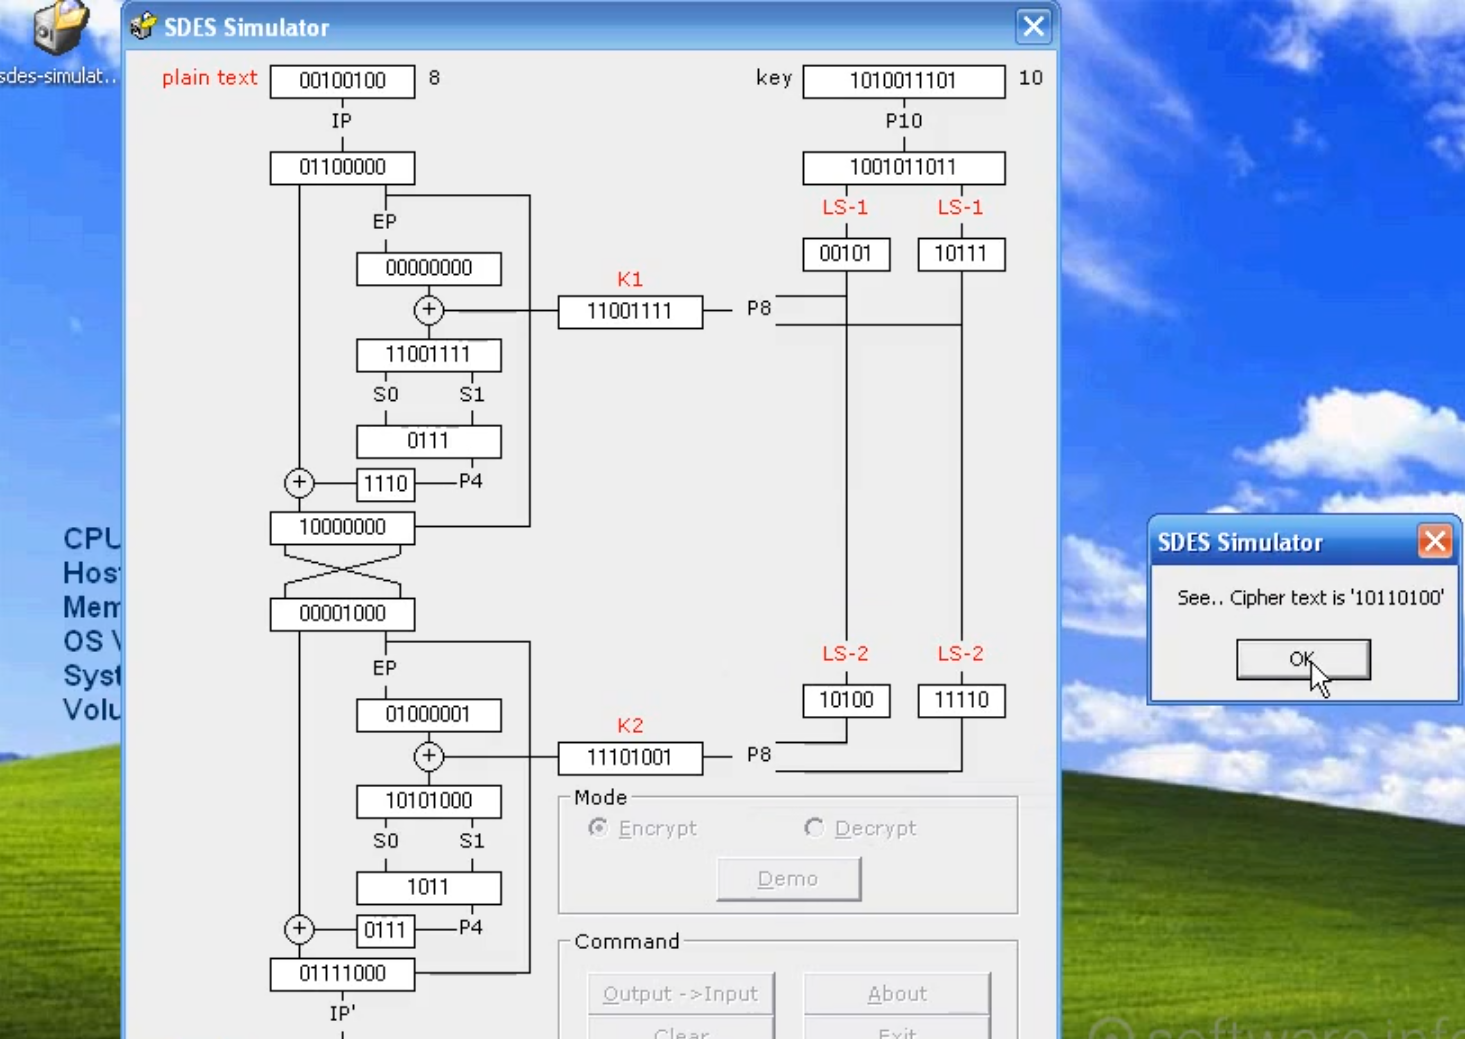 SDES Simulator
sdes-simulat..
plain text 00100100 8
key 1010011101 10
IP
P10
01100000
1001011011
LS-1 LS-1
EP
00101 10111
00000000
K1
11001111 P8
11001111
S0 S1
0111
1110 P4
10000000
SDES Simulator
See.. Cipher text is '10110100'
OK
00001000
LS-2 LS-2
EP
10100 11110
01000001
K2
11101001 P8
10101000
S0 S1
1011
0111 P4
01111000
IP'
Mode
Encrypt Decrypt
Demo
Command
Output ->Input About
Clear Exit
CPU
Host
Mem
OS V
Syst
Volu